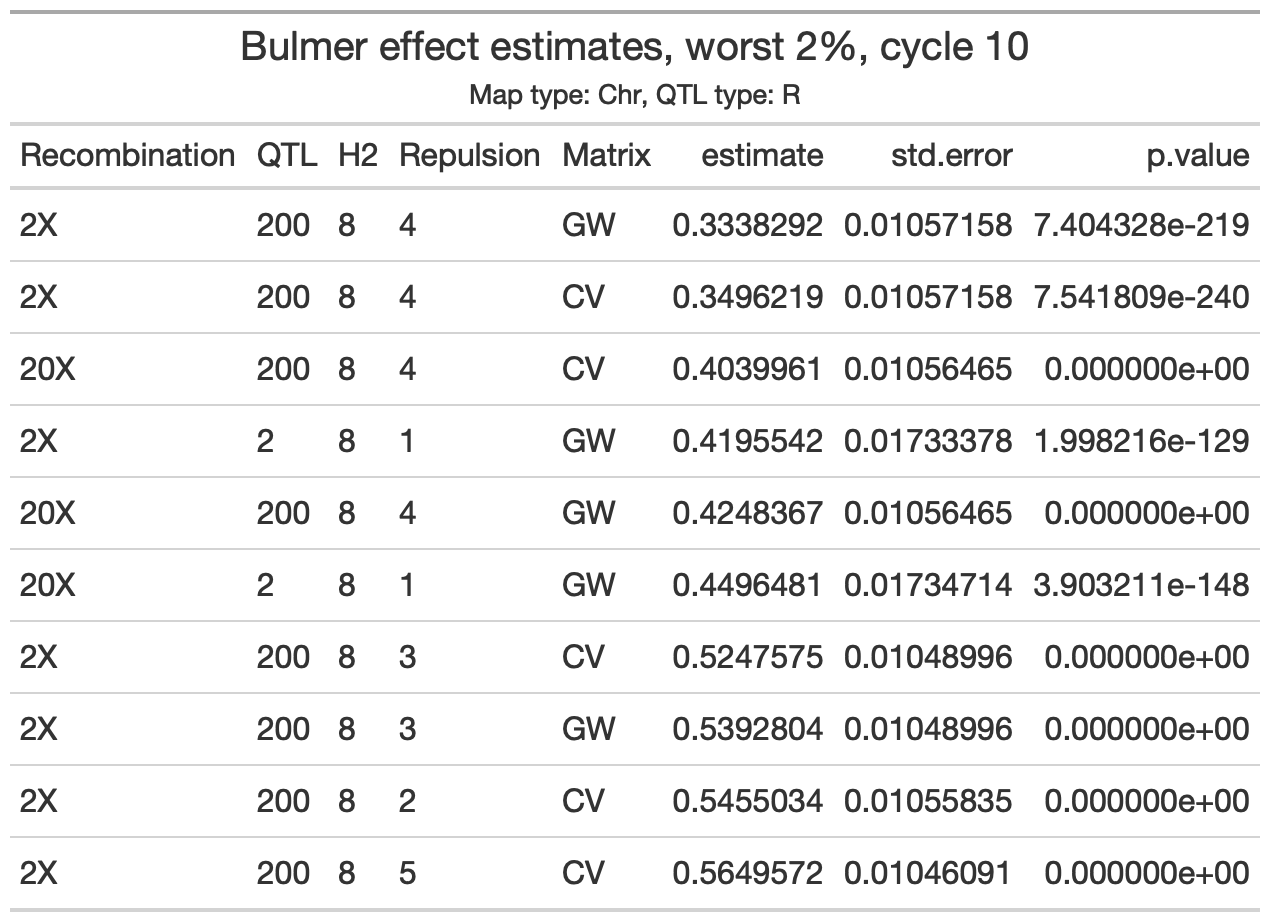 Bulmer effect estimates, worst 2%, cycle 10
Map type: Chr, QTL type: R
Recombination QTL H2 Repulsion Matrix estimate std.error p.value
2X 200 8 4 GW 0.3338292 0.01057158 7.404328e-219
2X 200 8 4 CV 0.3496219 0.01057158 7.541809e-240
20X 200 8 4 CV 0.4039961 0.01056465 0.000000e+00
2X 2 8 1 GW 0.4195542 0.01733378 1.998216e-129
20X 200 8 4 GW 0.4248367 0.01056465 0.000000e+00
20X 2 8 1 GW 0.4496481 0.01734714 3.903211e-148
2X 200 8 3 CV 0.5247575 0.01048996 0.000000e+00
2X 200 8 3 GW 0.5392804 0.01048996 0.000000e+00
2X 200 8 2 CV 0.5455034 0.01055835 0.000000e+00
2X 200 8 5 CV 0.5649572 0.01046091 0.000000e+00